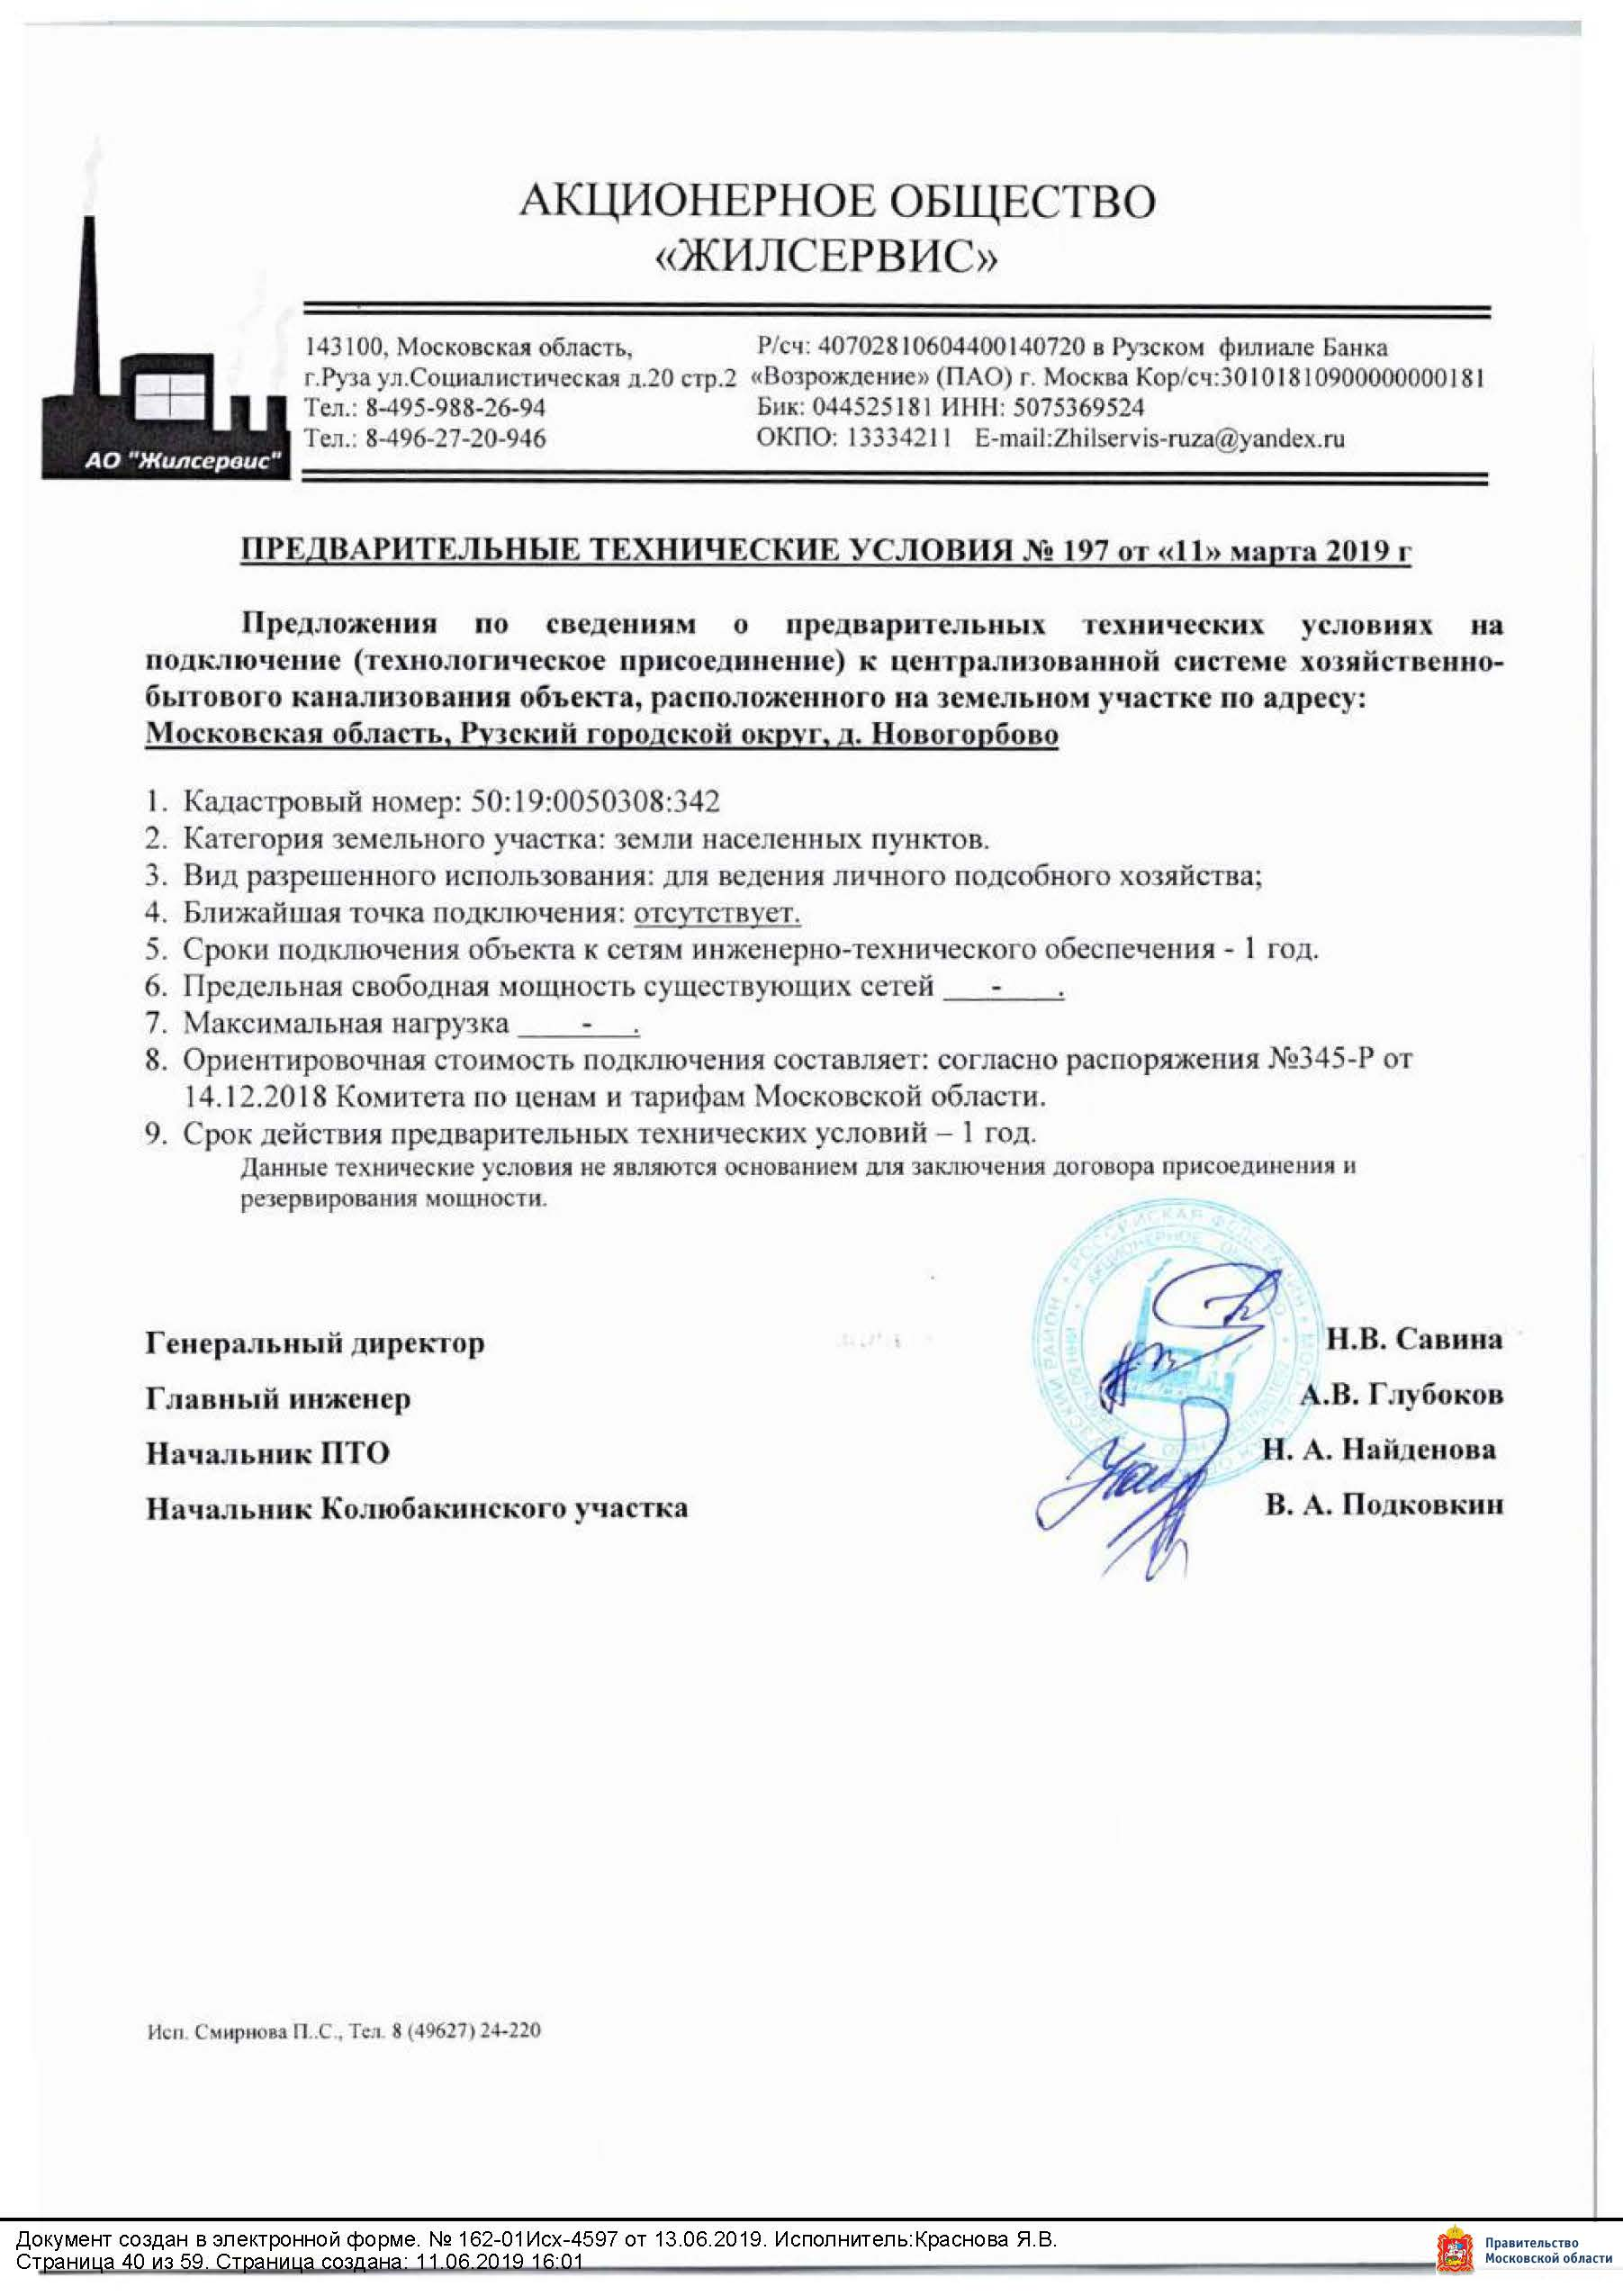 АКЦИОНЕРНОЕ ОБЩЕСТВО
«ЖИЛСЕРВИС»
АО "Жилсервис"
143100, Московская область,
г.Руза ул.Социалистическая д.20 стр.2
Тел.: 8-495-988-26-94
Тел.: 8-496-27-20-946
Р/сч: 40702810604400140720 в Рузском филиале Банка
«Возрождение» (ПАО) г. Москва Кор/сч:30101810900000000181
Бик: 044525181 ИНН: 5075369524
ОКПО: 13334211 E-mail:Zhilservis-ruza@yandex.ru
ПРЕДВАРИТЕЛЬНЫЕ ТЕХНИЧЕСКИЕ УСЛОВИЯ № 197 от «11» марта 2019 г
Предложения по сведениям о предварительных технических условиях на
подключение (технологическое присоединение) к централизованной системе хозяйственно-
бытового канализования объекта, расположенного на земельном участке по адресу:
Московская область, Рузский городской округ, д. Новогорбово
1. Кадастровый номер: 50:19:0050308:342
2. Категория земельного участка: земли населенных пунктов.
3. Вид разрешенного использования: для ведения личного подсобного хозяйства;
4. Ближайшая точка подключения: отсутствует.
5. Сроки подключения объекта к сетям инженерно-технического обеспечения - 1 год.
6. Предельная свободная мощность существующих сетей ___-____.
7. Максимальная нагрузка ____-___.
8. Ориентировочная стоимость подключения составляет: согласно распоряжения №345-Р от
14.12.2018 Комитета по ценам и тарифам Московской области.
9. Срок действия предварительных технических условий – 1 год.
Данные технические условия не являются основанием для заключения договора присоединения и
резервирования мощности.
Генеральный директор Н.В. Савина
Главный инженер А.В. Глубоков
Начальник ПТО Н. А. Найденова
Начальник Колюбакинского участка В. А. Подковкин
Исп. Смирнова П..С., Тел. 8 (49627) 24-220
Документ создан в электронной форме. № 162-01Исх-4597 от 13.06.2019. Исполнитель:Краснова Я.В.
Страница 40 из 59. Страница создана: 11.06.2019 16:01
Правительство
Московской области